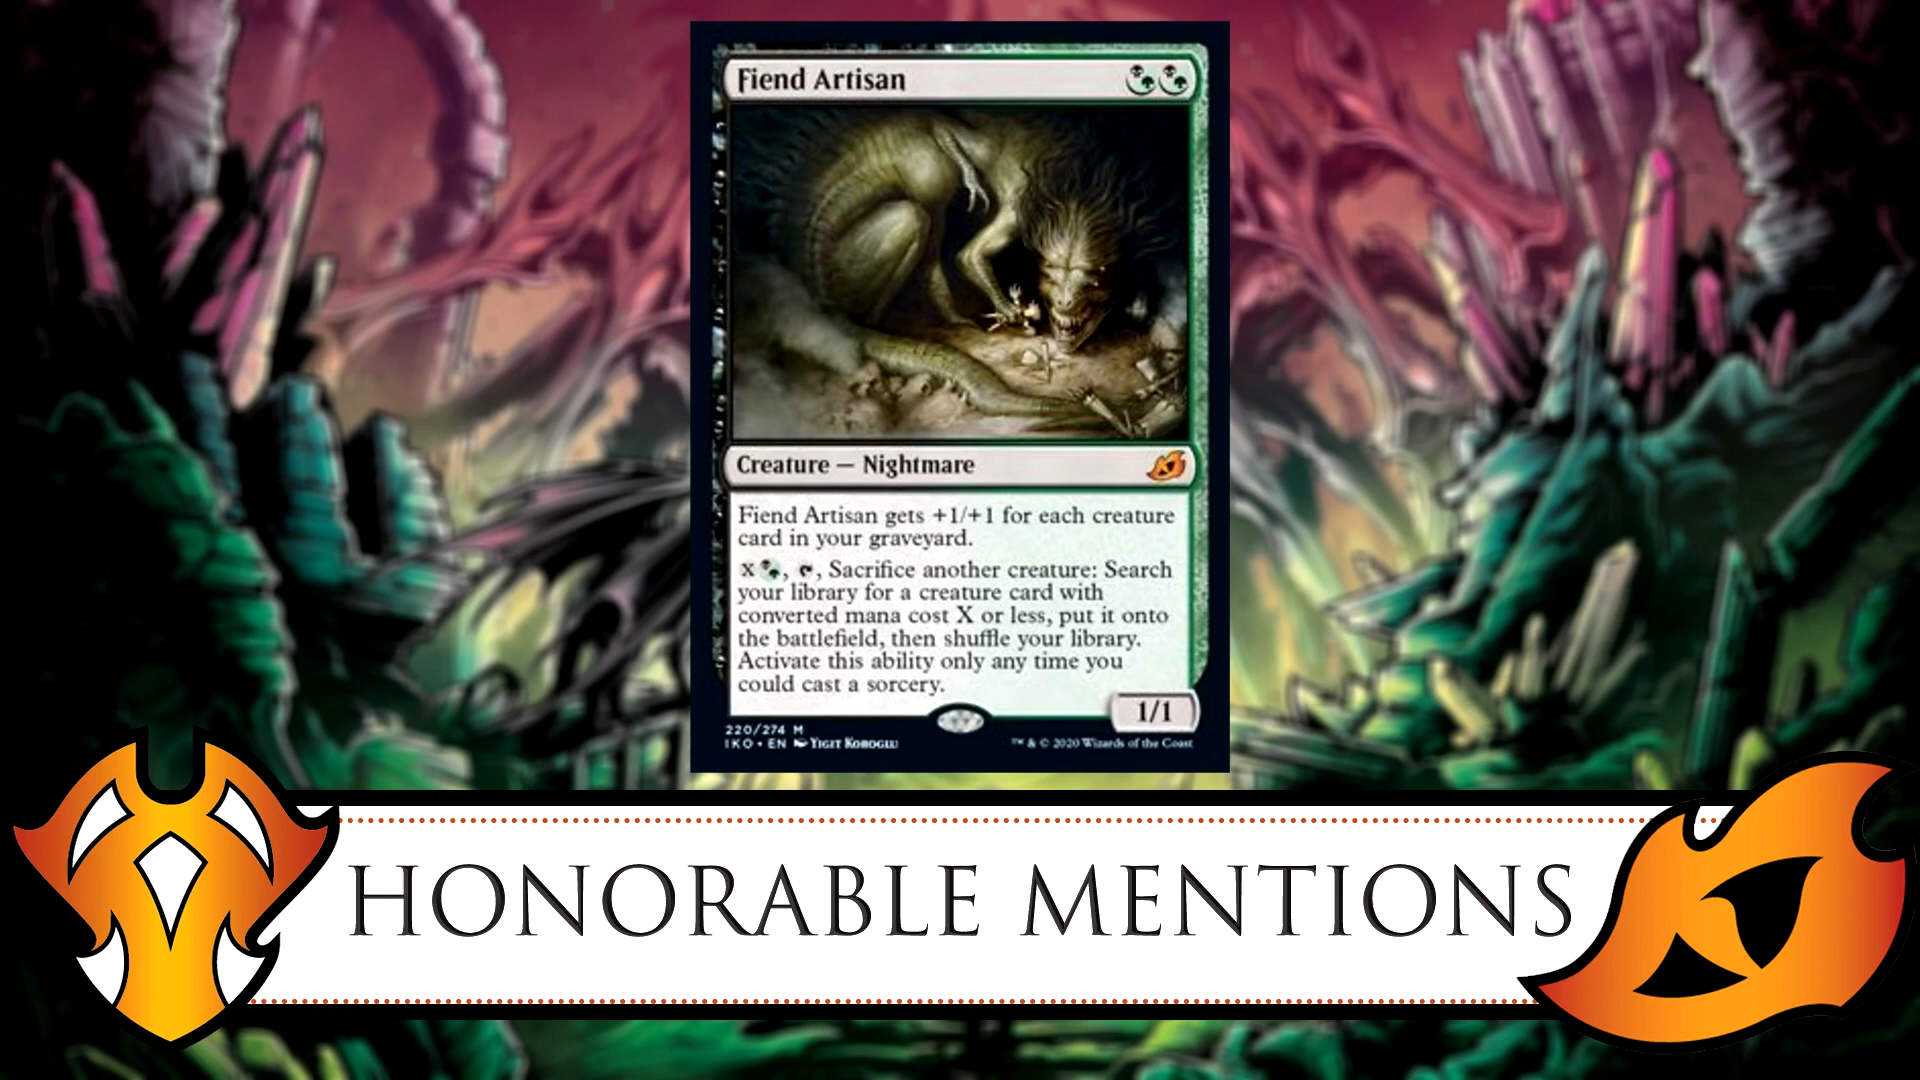 Fiend Artisan
Creature — Nightmare
Fiend Artisan gets +1/+1 for each creature
card in your graveyard.
X , , Sacrifice another creature: Search
your library for a creature card with
converted mana cost X or less, put it onto
the battlefield, then shuffle your library.
Activate this ability only any time you
could cast a sorcery.
1/1
220/274 M
IKO • EN Yigit Koroglu
™ & © 2020 Wizards of the Coast
HONORABLE MENTIONS